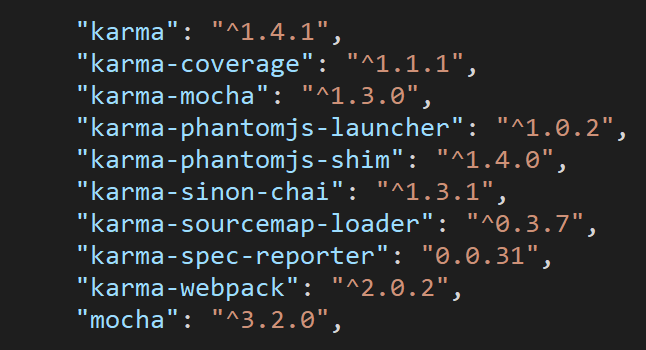 "karma": "^1.4.1",
"karma-coverage": "^1.1.1",
"karma-mocha": "^1.3.0",
"karma-phantomjs-launcher": "^1.0.2",
"karma-phantomjs-shim": "^1.4.0",
"karma-sinon-chai": "^1.3.1",
"karma-sourcemap-loader": "^0.3.7",
"karma-spec-reporter": "0.0.31",
"karma-webpack": "^2.0.2",
"mocha": "^3.2.0",